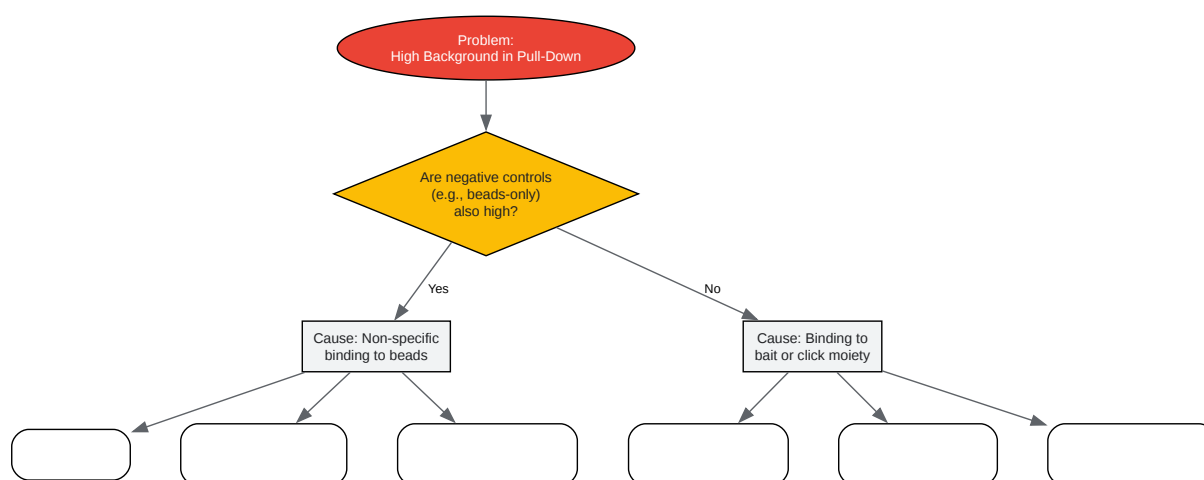 Problem:
High Background in Pull-Down
Are negative controls
(e.g., beads-only)
also high?
Yes
No
Cause: Non-specific
binding to beads
Cause: Binding to
bait or click moiety